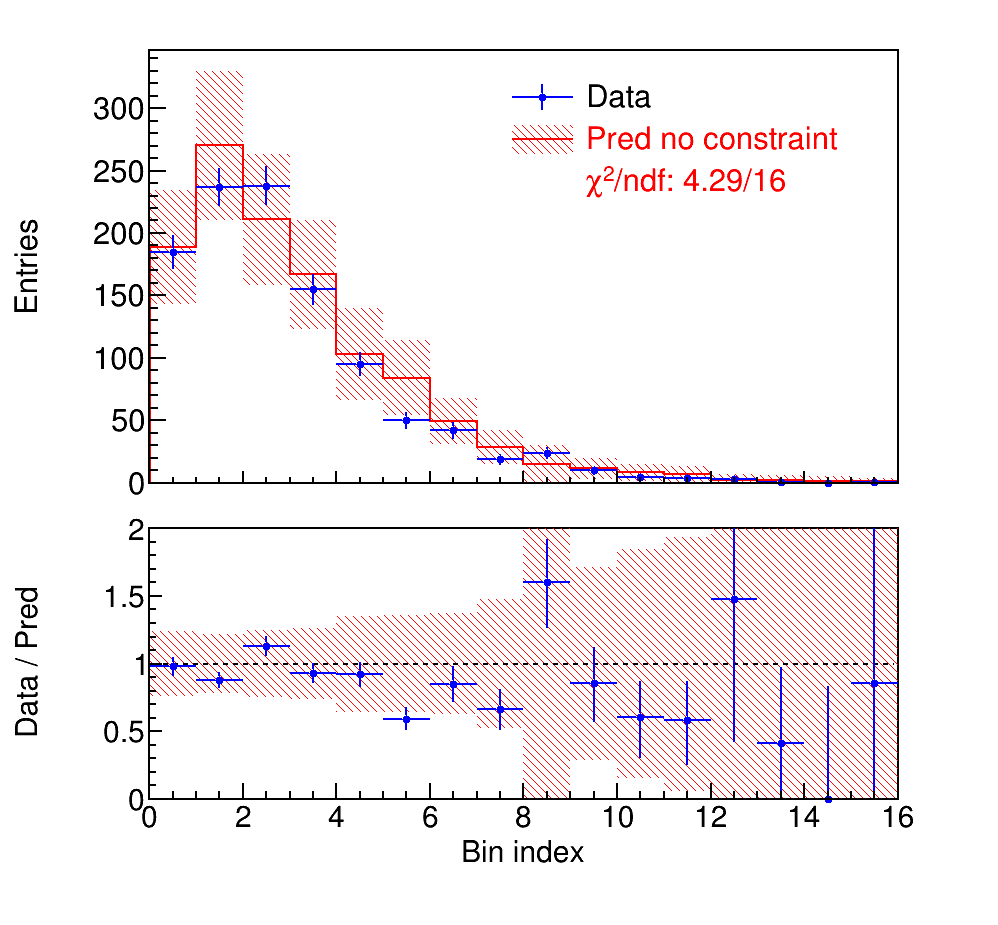 Entries
300
250
200
150
100
50
0
Data
Pred no constraint
χ²/ndf: 4.29/16
Data / Pred
2
1.5
1
0.5
0
0 2 4 6 8 10 12 14 16
Bin index